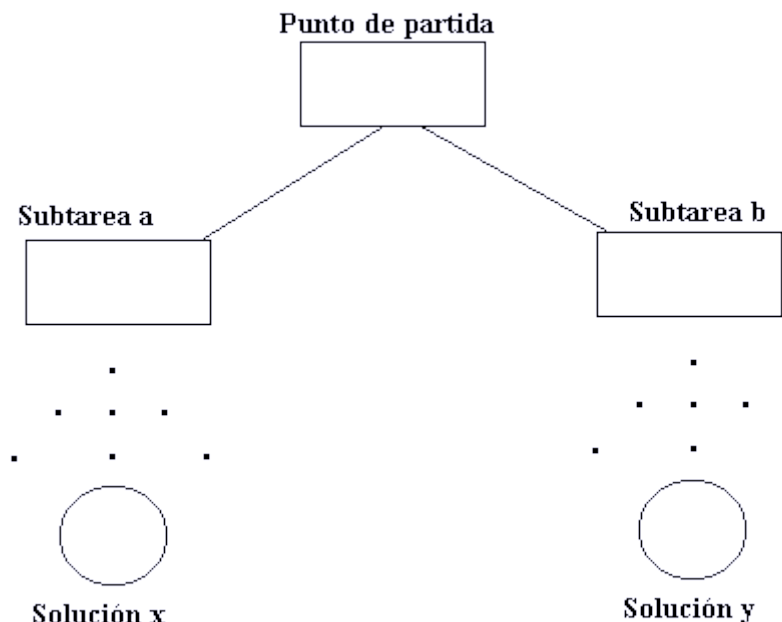 Punto de partida
Subtarea a
Subtarea b
Solución x
Solución y